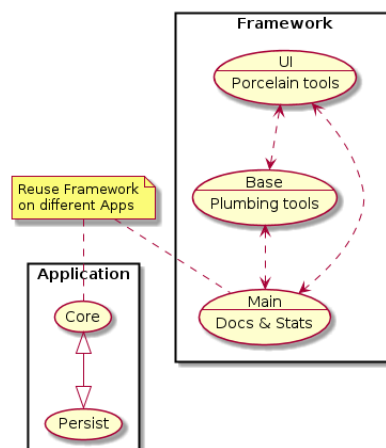 Framework
UI
Porcelain tools
Base
Plumbing tools
Reuse Framework
on different Apps
Application
Core
Main
Docs & Stats
Persist